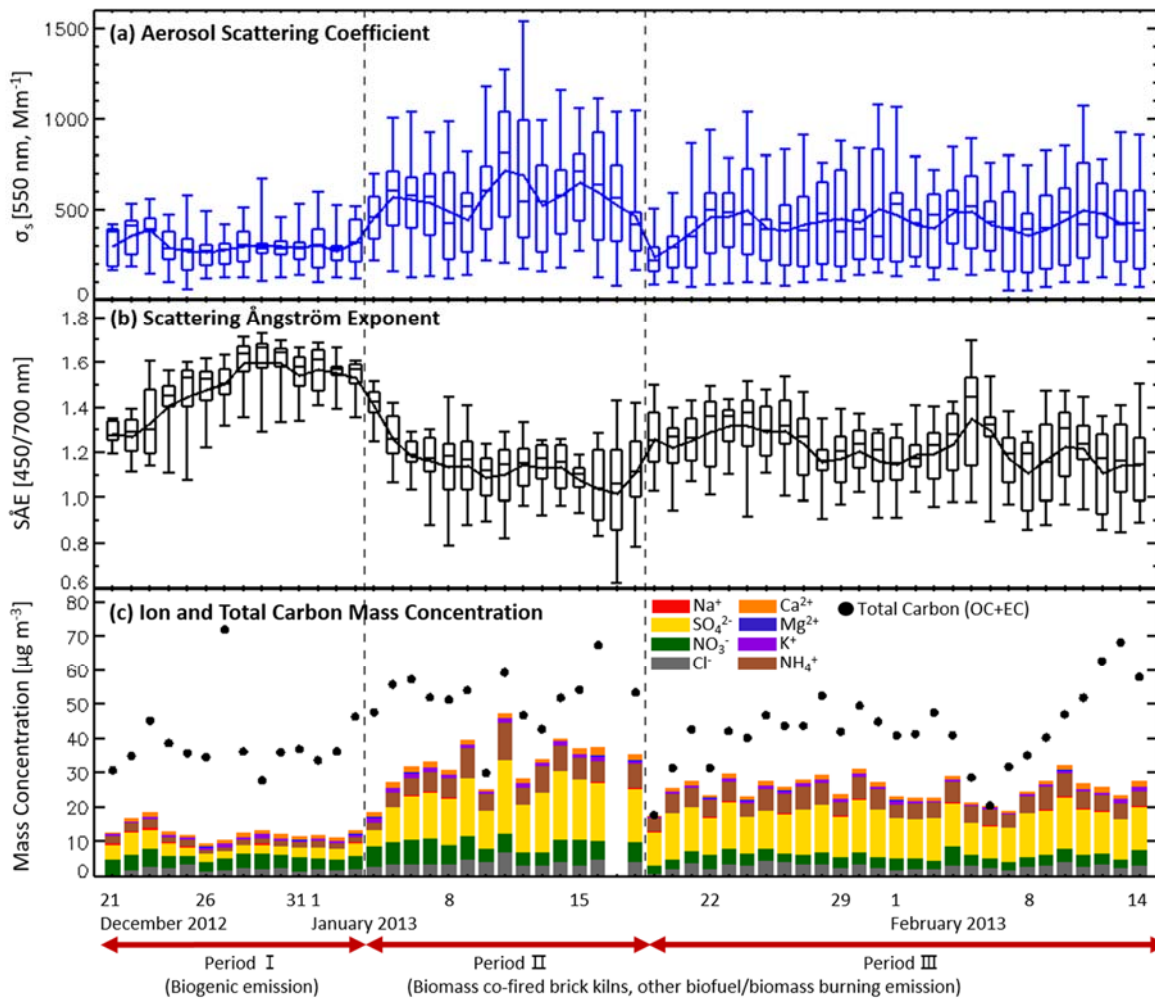 (a) Aerosol Scattering Coefficient
σs [550 nm, Mm⁻¹]
1500
1000
500
0
(b) Scattering Ångström Exponent
SÅE [450/700 nm]
1.8
1.6
1.4
1.2
1.0
0.8
0.6
(c) Ion and Total Carbon Mass Concentration
Mass Concentration [µg m⁻³]
80
70
60
50
40
30
20
10
0
Na⁺ Ca²⁺ Total Carbon (OC+EC)
SO₄²⁻ Mg²⁺
NO₃⁻ K⁺
Cl⁻ NH₄⁺
21 26 31 1 8 15 22 29 1 8 14
December 2012 January 2013 February 2013
Period Ⅰ Period Ⅱ Period Ⅲ
(Biogenic emission) (Biomass co-fired brick kilns, other biofuel/biomass burning emission)